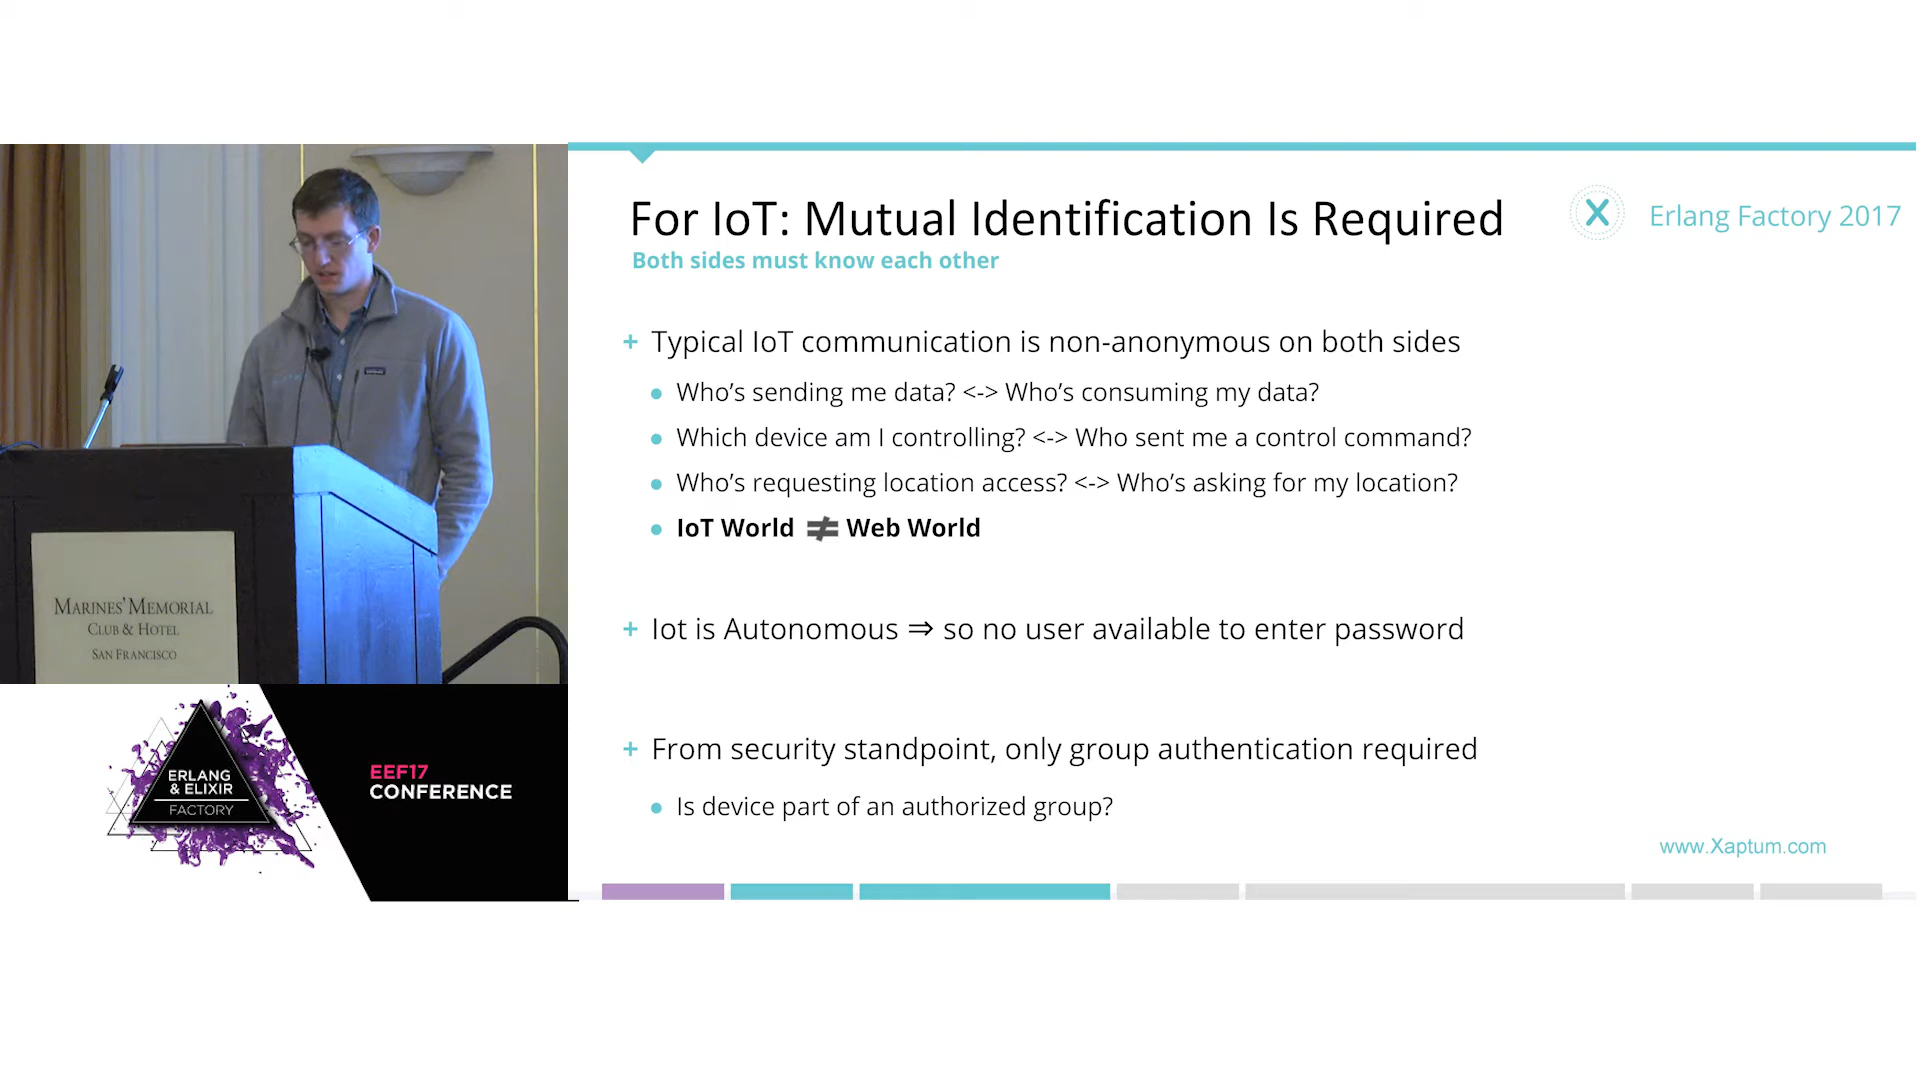 For IoT: Mutual Identification Is Required
Both sides must know each other
X
Erlang Factory 2017
+ Typical IoT communication is non-anonymous on both sides
• Who's sending me data? <-> Who's consuming my data?
• Which device am I controlling? <-> Who sent me a control command?
• Who's requesting location access? <-> Who's asking for my location?
• IoT World ≠ Web World
+ Iot is Autonomous ⇒ so no user available to enter password
+ From security standpoint, only group authentication required
• Is device part of an authorized group?
www.Xaptum.com
MARINES' MEMORIAL
CLUB & HOTEL
SAN FRANCISCO
ERLANG
& ELIXIR
FACTORY
EEF17
CONFERENCE